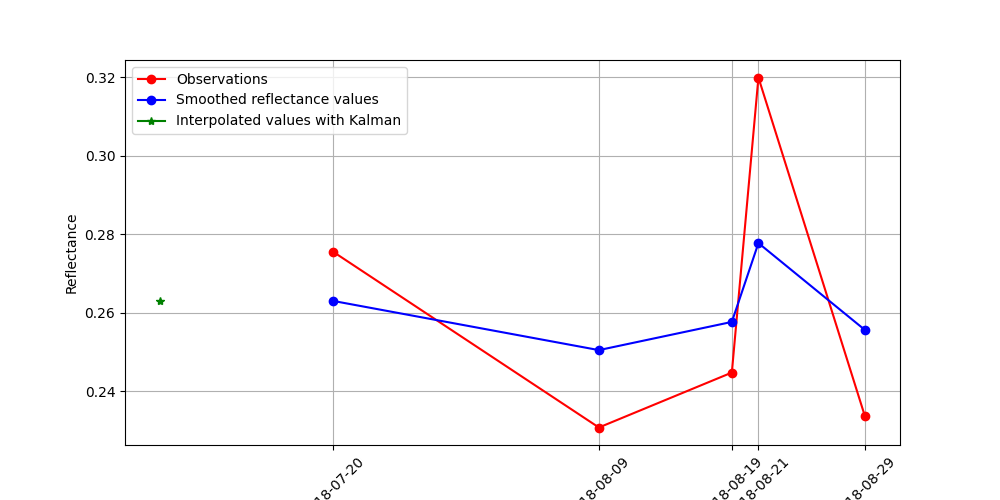 Observations
Smoothed reflectance values
Interpolated values with Kalman
Reflectance
0.32
0.30
0.28
0.26
0.24
18-07-20
18-08-09
18-08-19
18-08-21
18-08-29